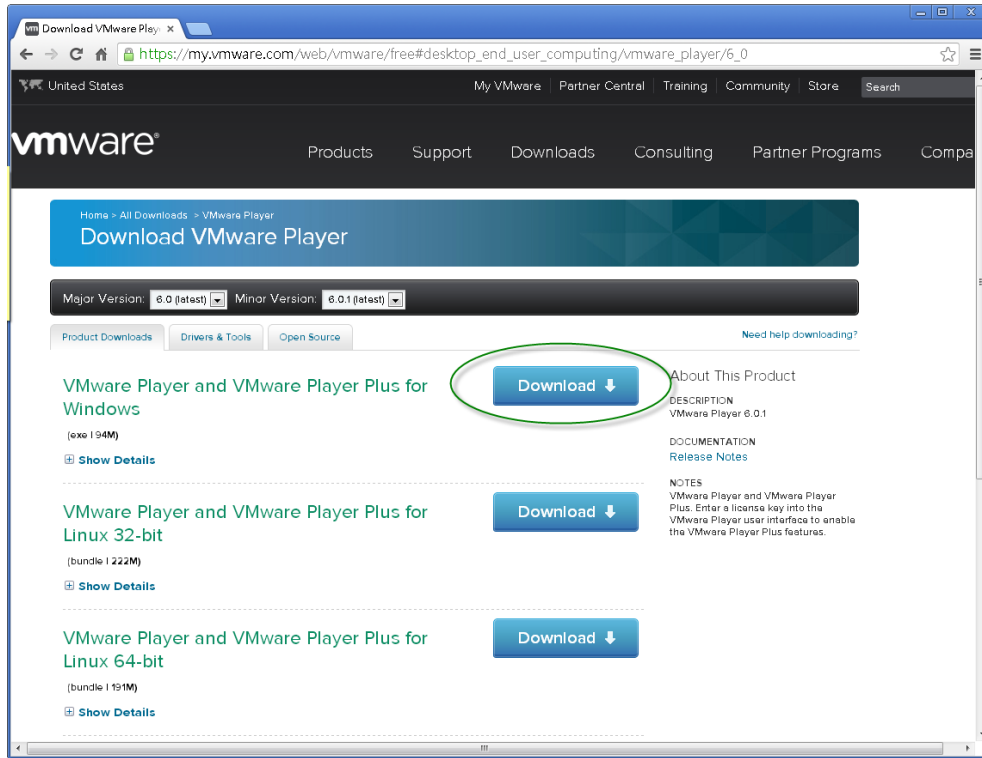 Download VMware Play
https://my.vmware.com/web/vmware/free#desktop_end_user_computing/vmware_player/6_0
United States
My VMware Partner Central Training Community Store Search
vmware®
Products Support Downloads Consulting Partner Programs Compa
Home > All Downloads > VMware Player
Download VMware Player
Major Version: 6.0 (latest) Minor Version: 6.0.1 (latest)
Product Downloads Drivers & Tools Open Source Need help downloading?
VMware Player and VMware Player Plus for
Windows
(exe | 94M)
Show Details
Download
VMware Player and VMware Player Plus for
Linux 32-bit
(bundle | 222M)
Show Details
Download
VMware Player and VMware Player Plus for
Linux 64-bit
(bundle | 191M)
Show Details
Download
About This Product
DESCRIPTION
VMware Player 6.0.1
DOCUMENTATION
Release Notes
NOTES
VMware Player and VMware Player
Plus. Enter a license key into the
VMware Player user interface to enable
the VMware Player Plus features.